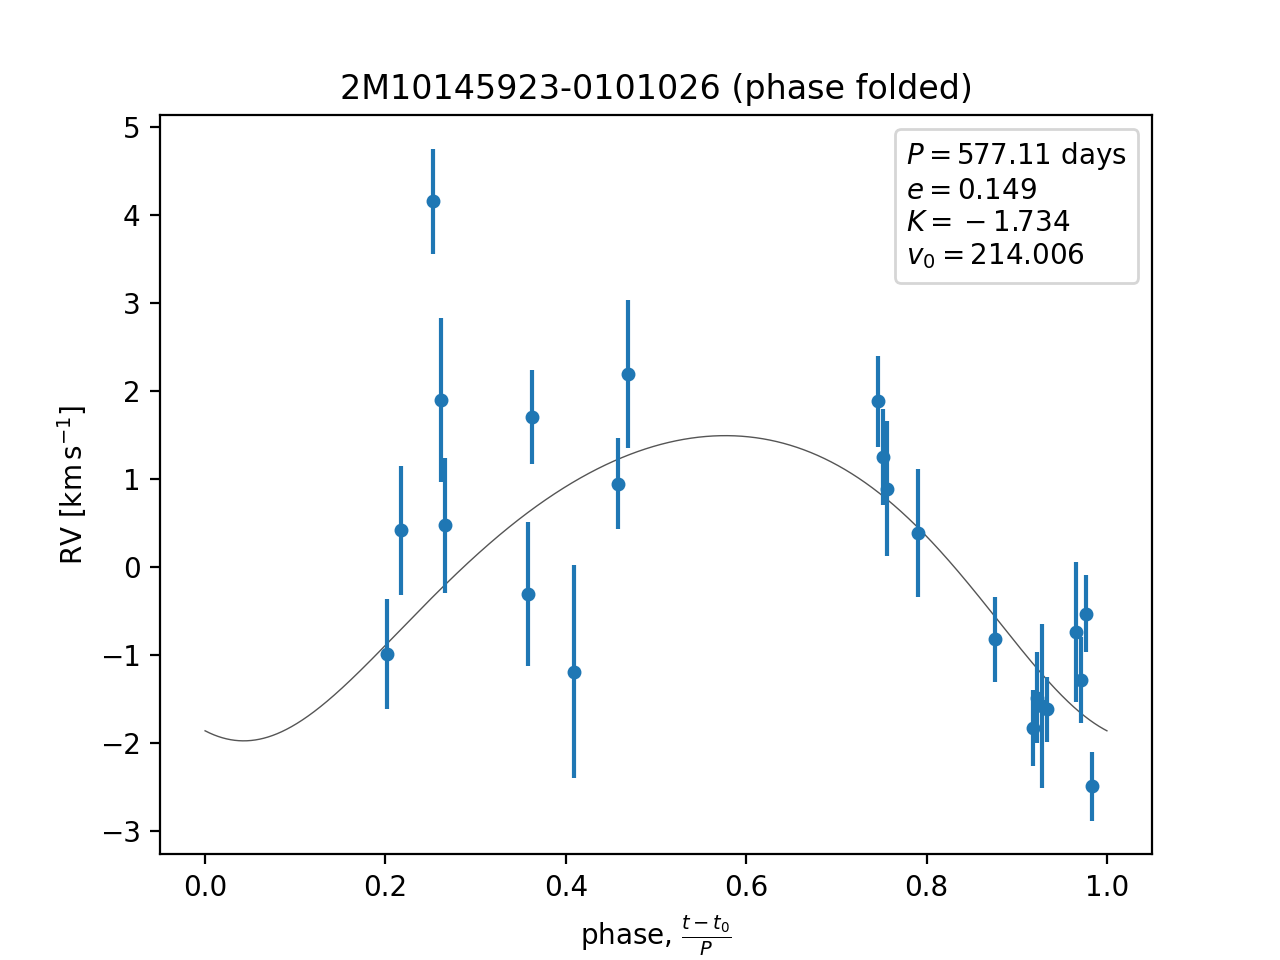 2M10145923-0101026 (phase folded)
P = 577.11 days
e = 0.149
K = −1.734
v₀ = 214.006
RV [km s⁻¹]
5
4
3
2
1
0
−1
−2
−3
0.0 0.2 0.4 0.6 0.8 1.0
phase, (t − t₀)/P